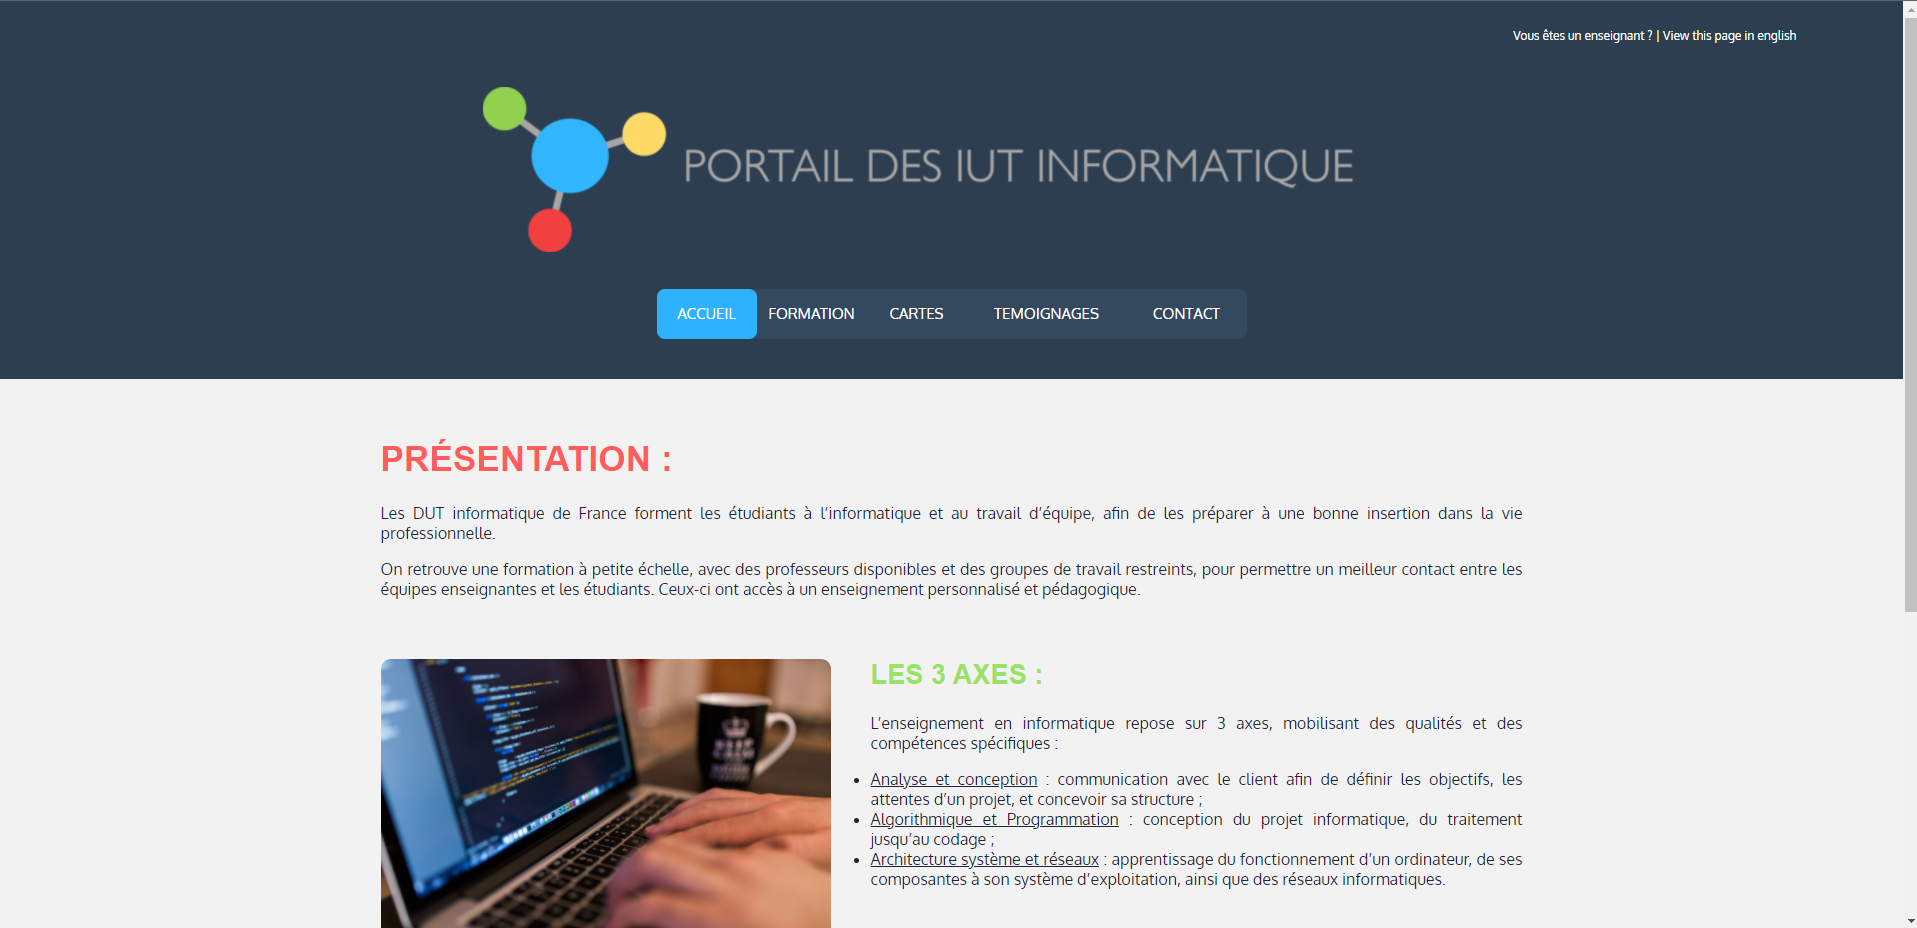 Vous êtes un enseignant ? | View this page in english
PORTAIL DES IUT INFORMATIQUE
ACCUEIL FORMATION CARTES TEMOIGNAGES CONTACT
PRÉSENTATION :
Les DUT informatique de France forment les étudiants à l’informatique et au travail d’équipe, afin de les préparer à une bonne insertion dans la vie
professionnelle.
On retrouve une formation à petite échelle, avec des professeurs disponibles et des groupes de travail restreints, pour permettre un meilleur contact entre les
équipes enseignantes et les étudiants. Ceux-ci ont accès à un enseignement personnalisé et pédagogique.
KEEP
CALM
LES 3 AXES :
L’enseignement en informatique repose sur 3 axes, mobilisant des qualités et des
compétences spécifiques :
• Analyse et conception : communication avec le client afin de définir les objectifs, les
attentes d’un projet, et concevoir sa structure ;
• Algorithmique et Programmation : conception du projet informatique, du traitement
jusqu’au codage ;
• Architecture système et réseaux : apprentissage du fonctionnement d’un ordinateur, de ses
composantes à son système d’exploitation, ainsi que des réseaux informatiques.